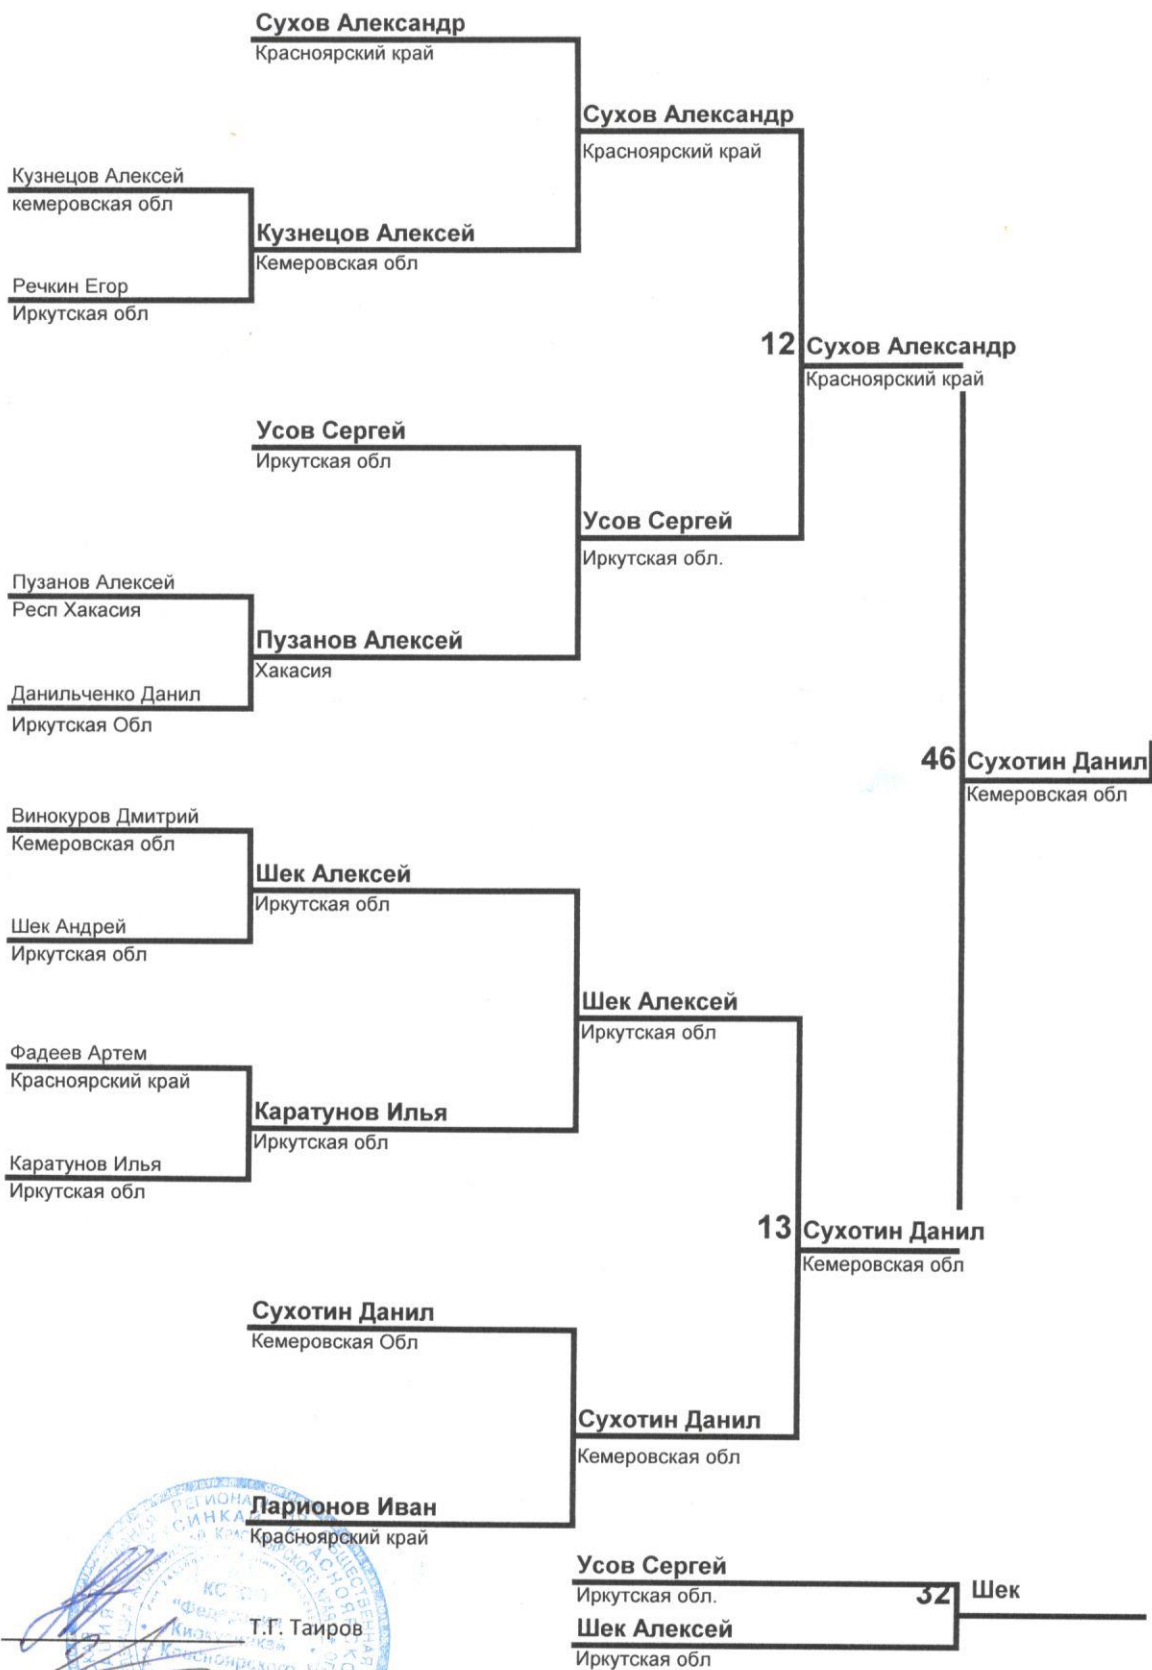 Сухов Александр
Красноярский край
Сухов Александр
Красноярский край
Кузнецов Алексей
кемеровская обл
Кузнецов Алексей
Кемеровская обл
Речкин Егор
Иркутская обл
12 Сухов Александр
Красноярский край
Усов Сергей
Иркутская обл
Усов Сергей
Иркутская обл.
Пузанов Алексей
Респ Хакасия
Пузанов Алексей
Хакасия
Данильченко Данил
Иркутская Обл
46 Сухотин Данил
Кемеровская обл
Винокуров Дмитрий
Кемеровская обл
Шек Алексей
Иркутская обл
Шек Андрей
Иркутская обл
Шек Алексей
Иркутская обл
Фадеев Артем
Красноярский край
Каратунов Илья
Иркутская обл
Каратунов Илья
Иркутская обл
13 Сухотин Данил
Кемеровская обл
Сухотин Данил
Кемеровская Обл
Сухотин Данил
Кемеровская обл
Ларионов Иван
Красноярский край
Усов Сергей
Иркутская обл.
32 Шек
Шек Алексей
Иркутская обл
Т.Г. Таиров